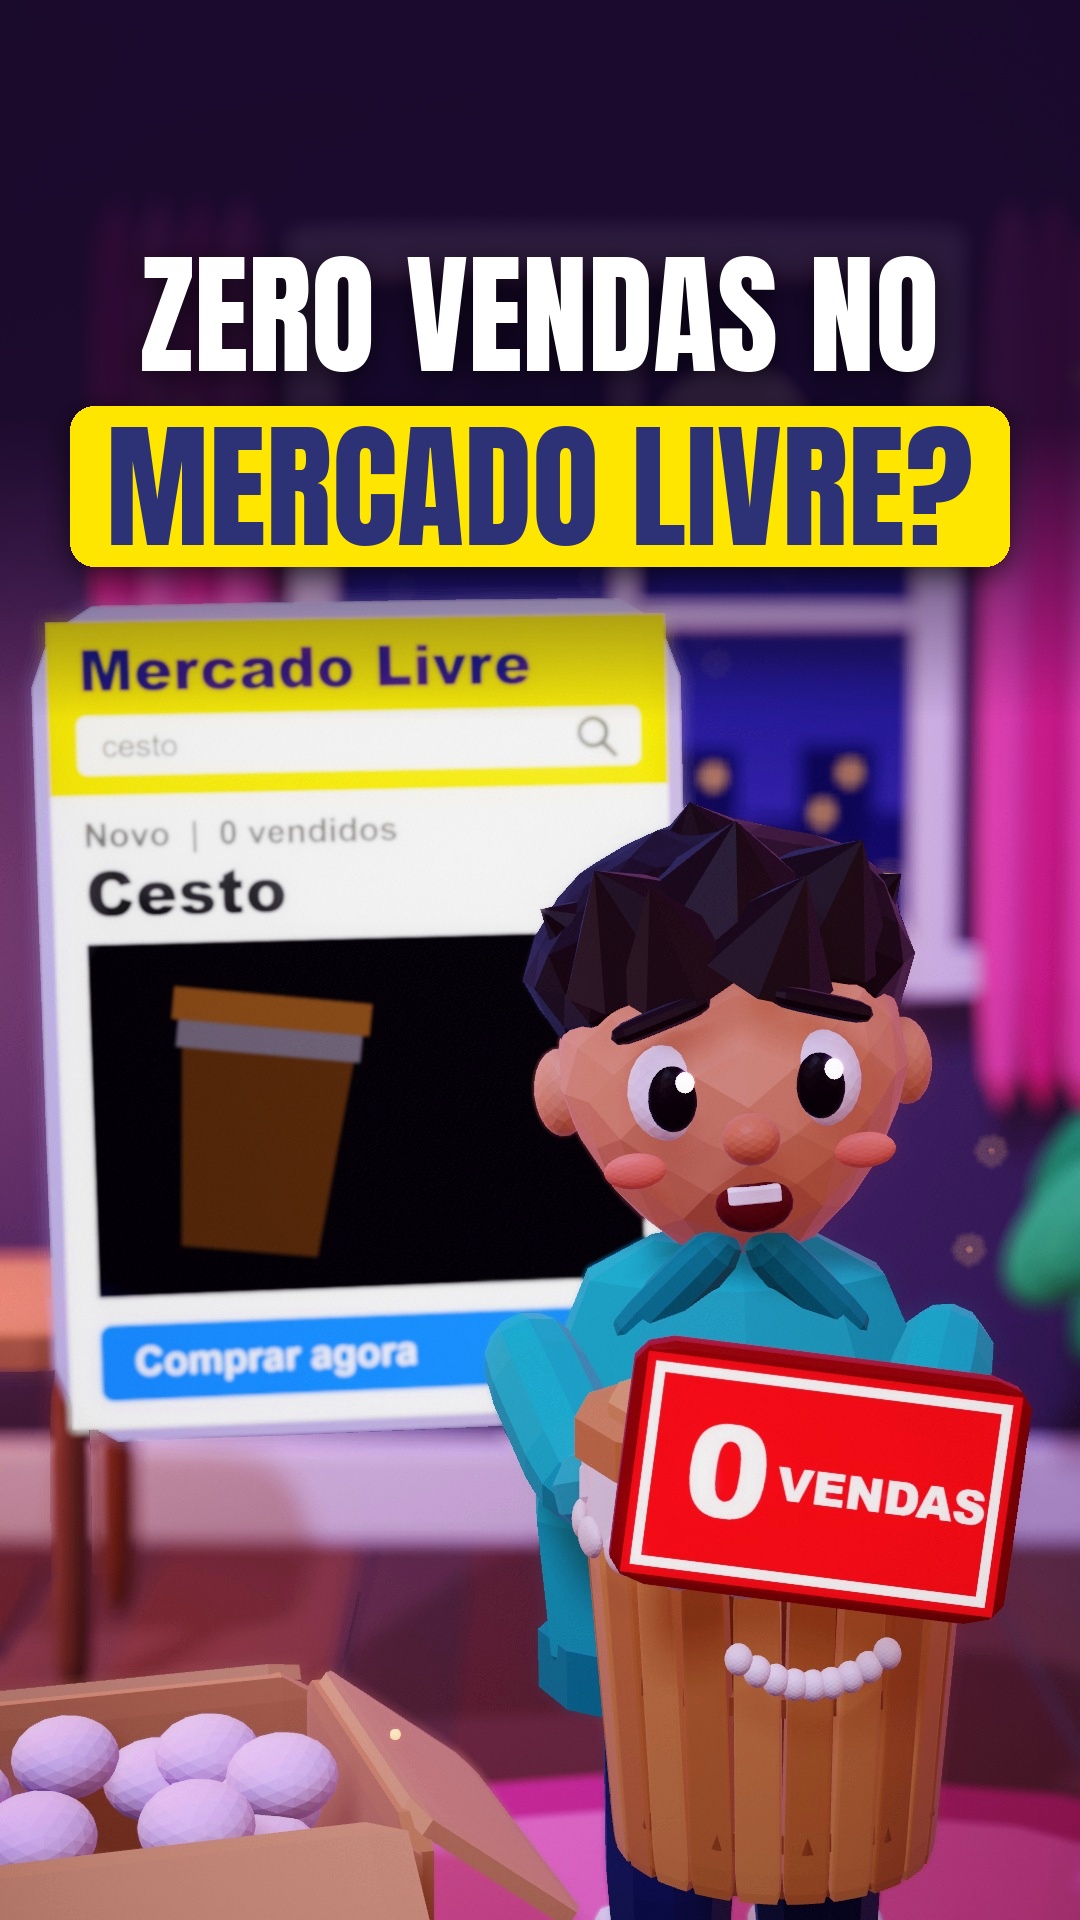 ZERO VENDAS NO
MERCADO LIVRE?
Mercado Livre
cesto
Novo | 0 vendidos
Cesto
Comprar agora
0 VENDAS